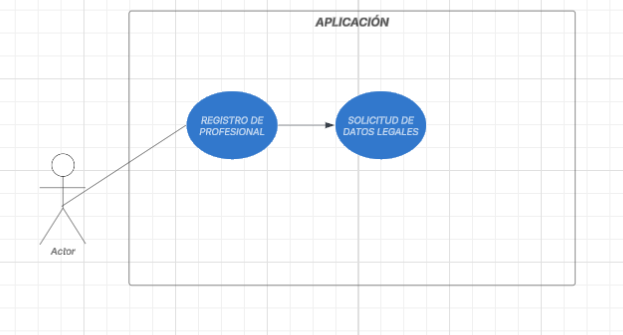 APLICACIÓN
REGISTRO DE
PROFESIONAL
SOLICITUD DE
DATOS LEGALES
Actor